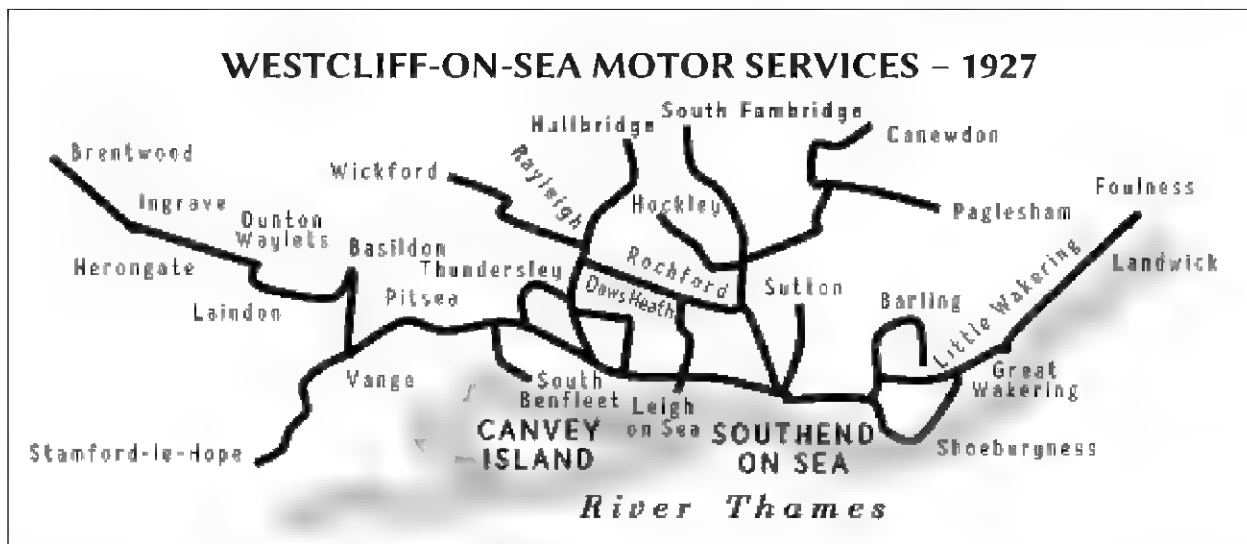 WESTCLIFF-ON-SEA MOTOR SERVICES – 1927
South Fambridge
Hullbridge
Canewdon
Brentwood
Wickford
Rayleigh
Foulness
Ingrave
Hockley
Paglesham
Dunton
Waylets
Basildon
Herongate
Thundersley
Rochford
Landwick
Laindon
Pitsea
Daws Heath
Sutton
Barling
Little Wakering
Vange
South
Benfleet
Leigh
on Sea
Great
Wakering
CANVEY
ISLAND
SOUTHEND
ON SEA
Shoeburyness
Stamford-le-Hope
River Thames